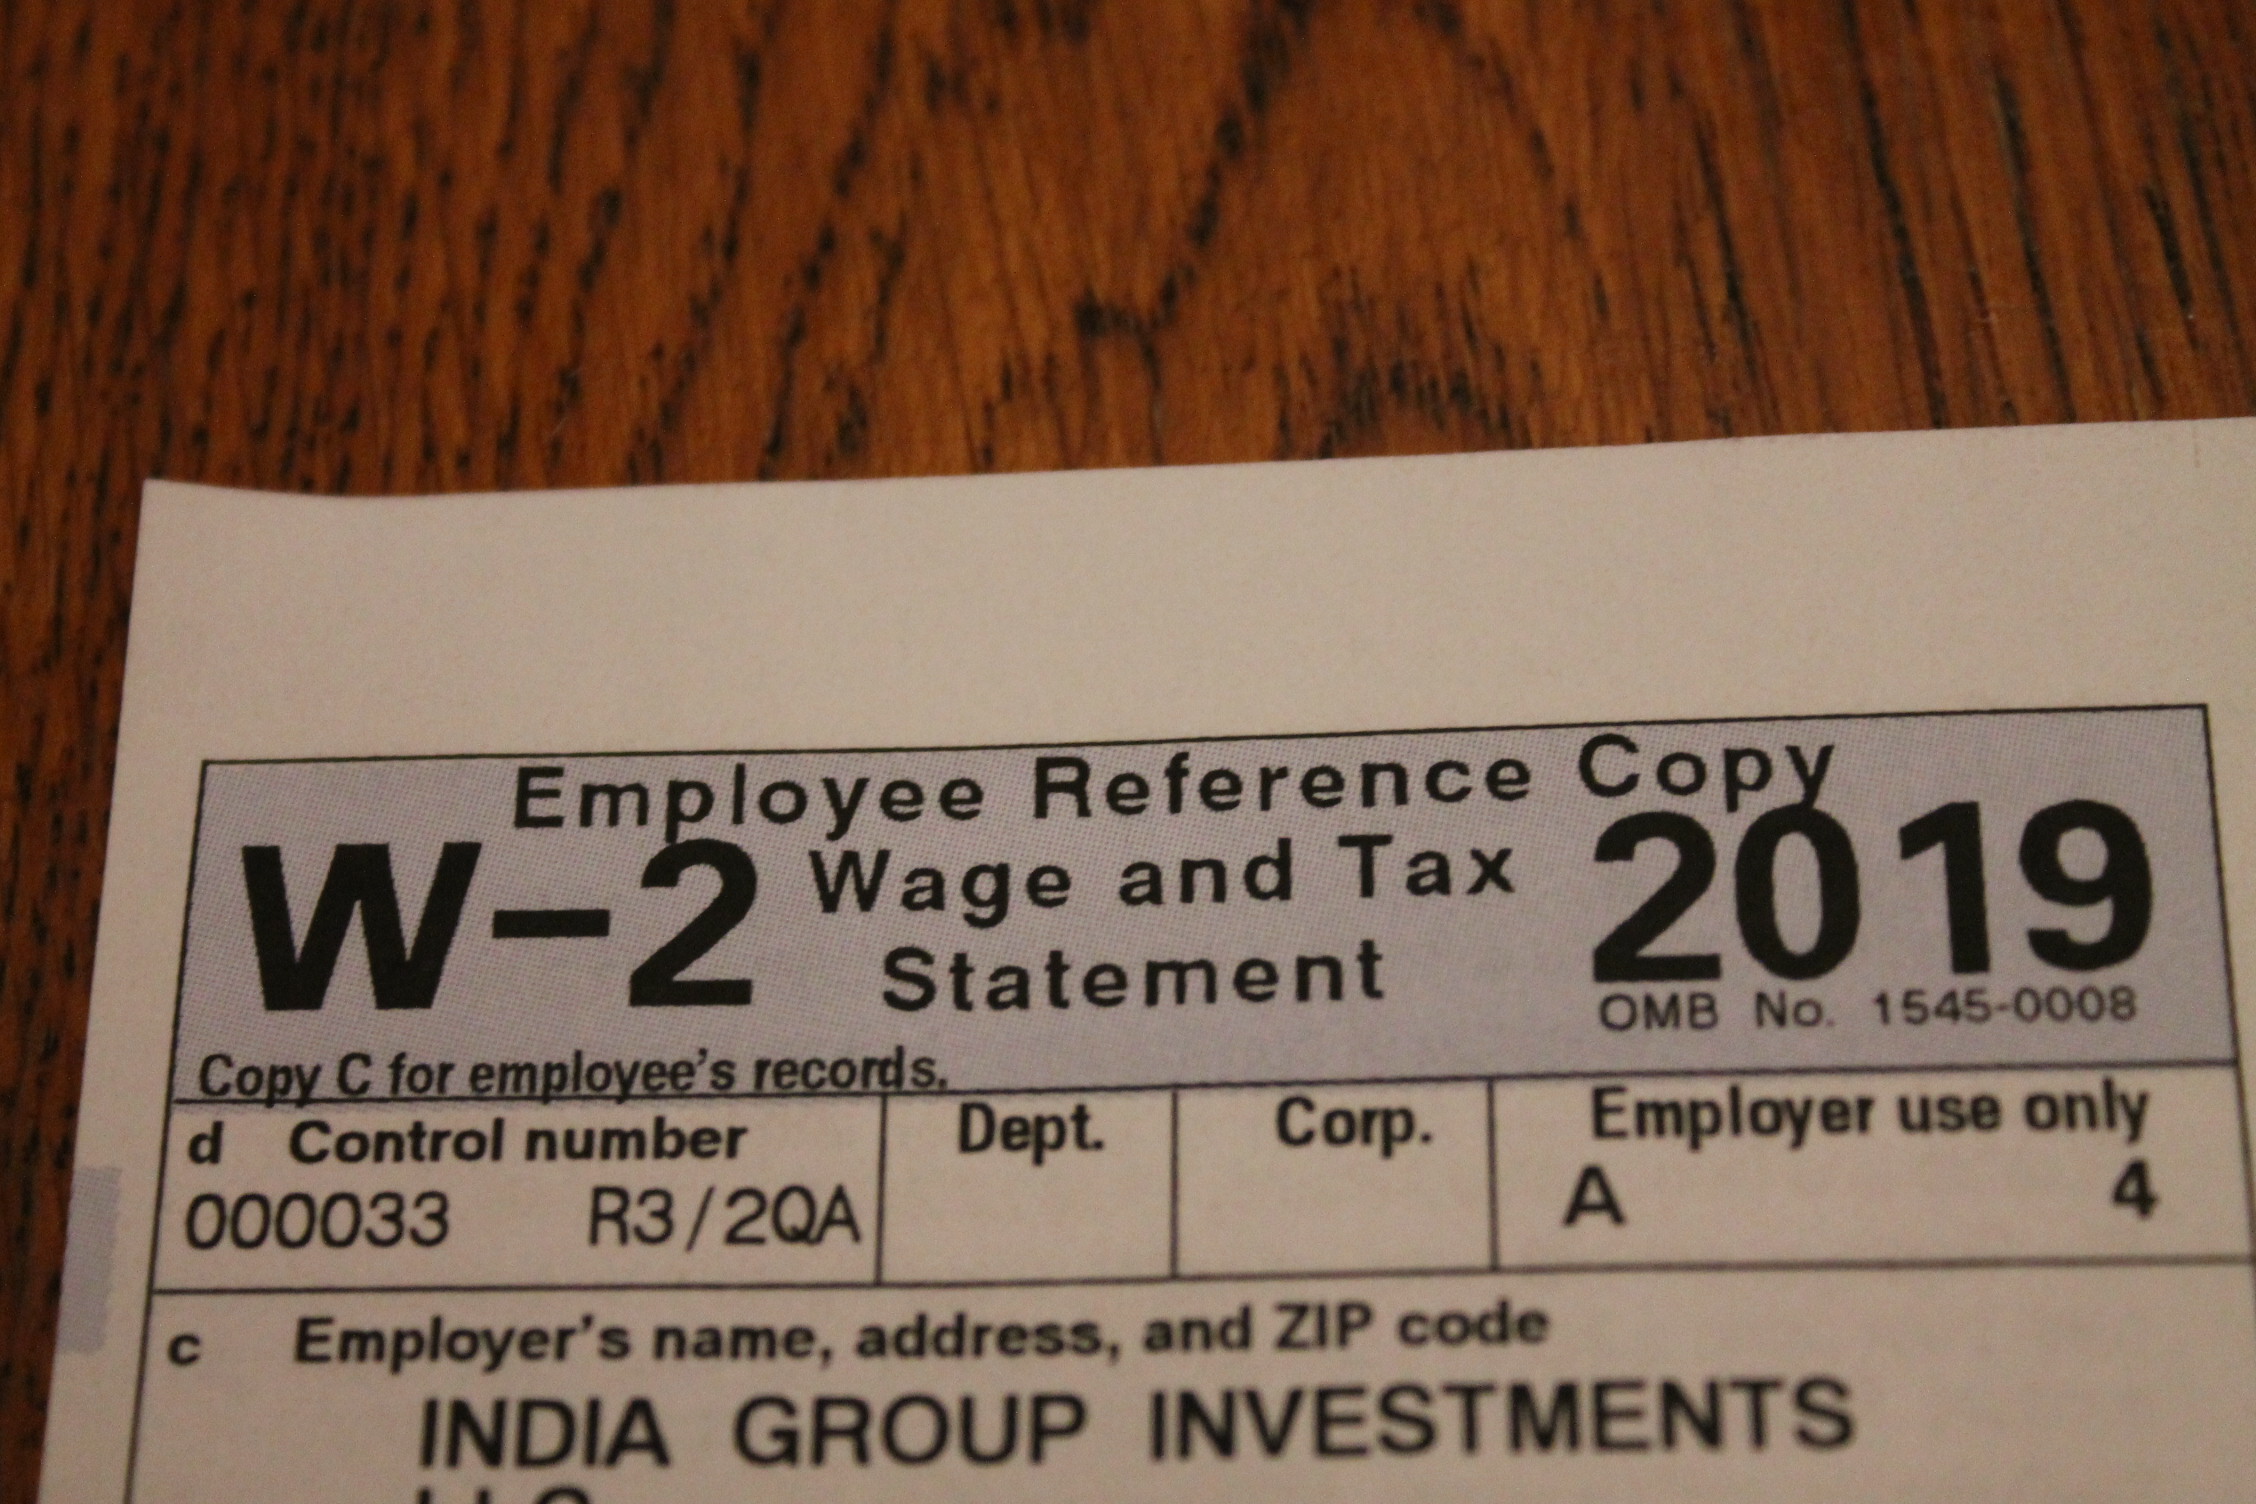 Employee Reference Copy
W-2 Wage and Tax 2019
Statement
OMB No. 1545-0008
Copy C for employee's records.
d Control number Dept. Corp. Employer use only
000033 R3/2QA A 4
c Employer's name, address, and ZIP code
INDIA GROUP INVESTMENTS
LLC